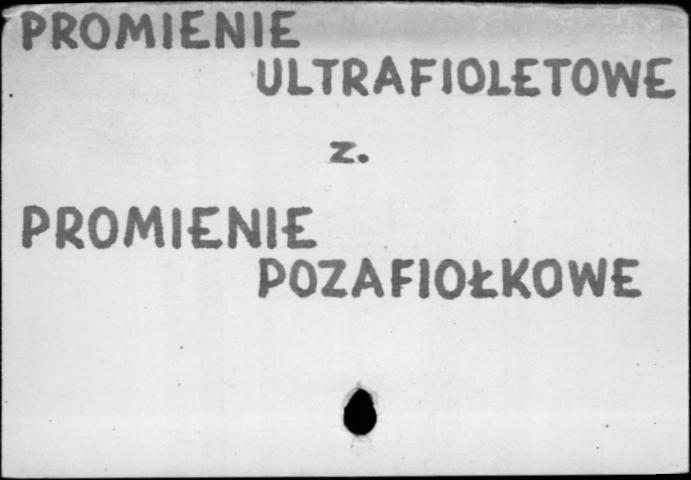 PROMIENIE
ULTRAFIOLETOWE
z.
PROMIENIE
POZAFIOŁKOWE